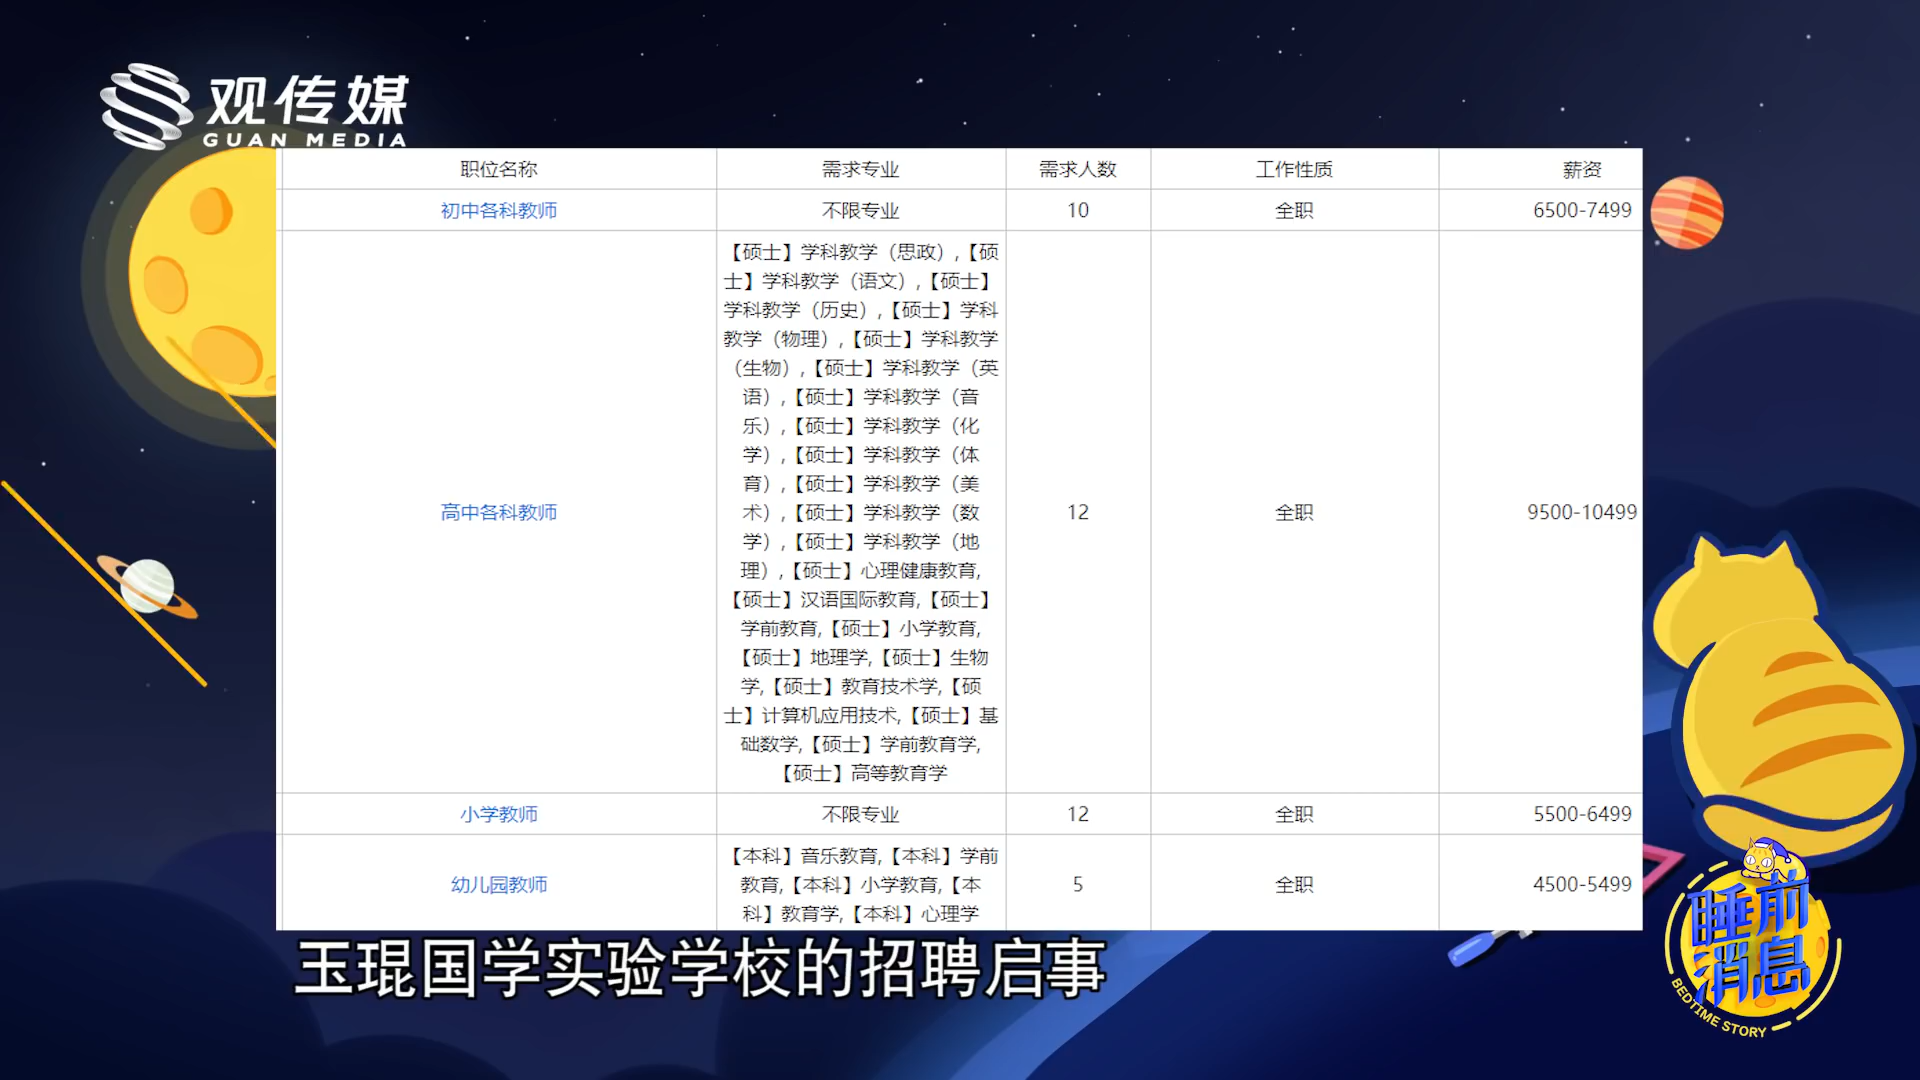 观传媒
GUAN MEDIA
职位名称 需求专业 需求人数 工作性质 薪资
初中各科教师 不限专业 10 全职 6500-7499
【硕士】学科教学（思政）,【硕
士】学科教学（语文）,【硕士】
学科教学（历史）,【硕士】学科
教学（物理）,【硕士】学科教学
（生物）,【硕士】学科教学（英
语）,【硕士】学科教学（音
乐）,【硕士】学科教学（化
学）,【硕士】学科教学（体
育）,【硕士】学科教学（美
高中各科教师 术）,【硕士】学科教学（数 12 全职 9500-10499
学）,【硕士】学科教学（地
理）,【硕士】心理健康教育,
【硕士】汉语国际教育,【硕士】
学前教育,【硕士】小学教育,
【硕士】地理学,【硕士】生物
学,【硕士】教育技术学,【硕
士】计算机应用技术,【硕士】基
础数学,【硕士】学前教育学,
【硕士】高等教育学
小学教师 不限专业 12 全职 5500-6499
【本科】音乐教育,【本科】学前
幼儿园教师 教育,【本科】小学教育,【本 5 全职 4500-5499
科】教育学,【本科】心理学
玉琨国学实验学校的招聘启事
睡前
消息
BEDTIME STORY